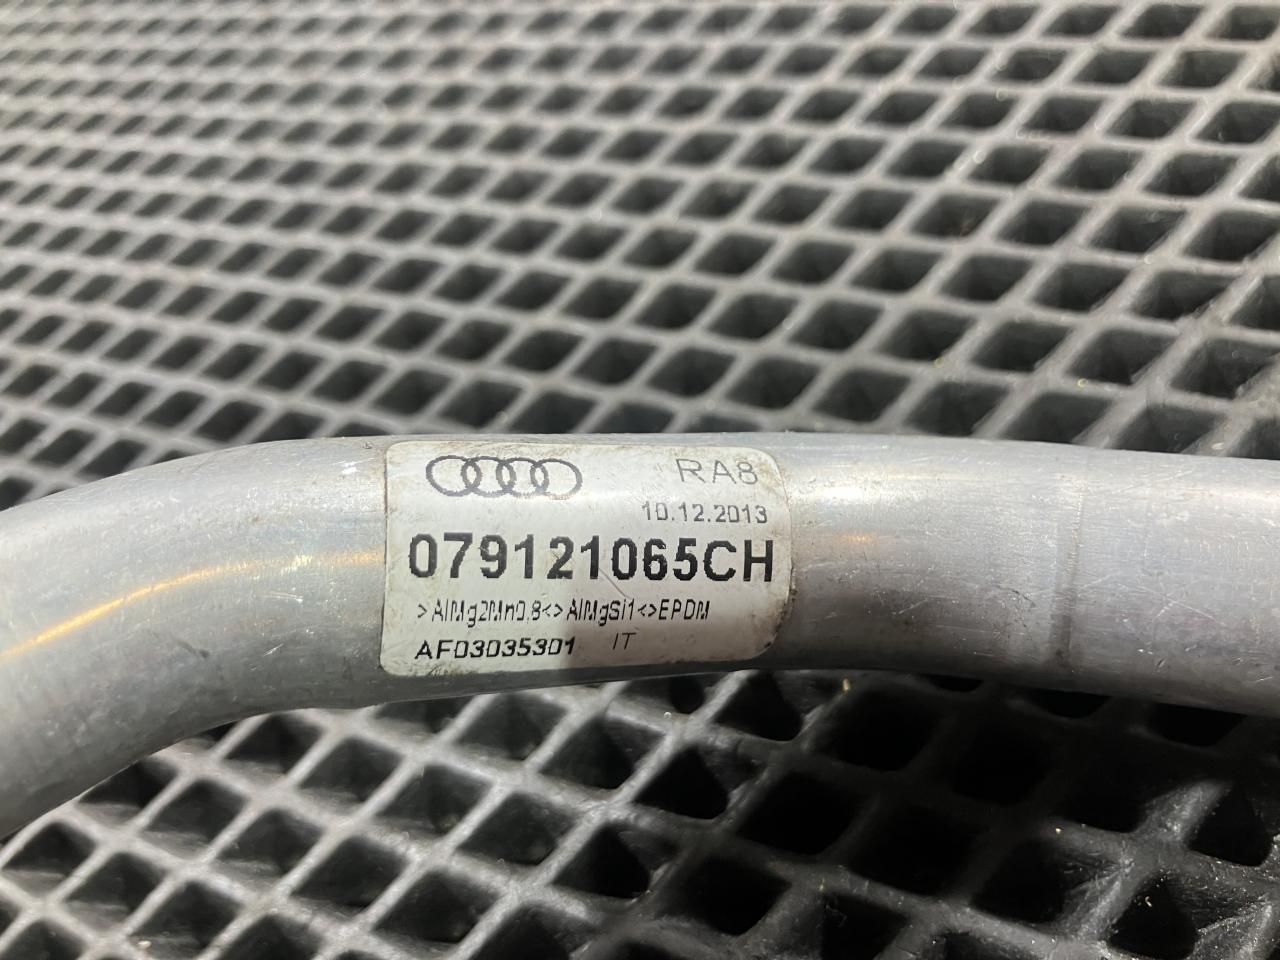 RA8
10.12.2013
079121065CH
>AlMg2Mn0.8<>AlMgSi1<>EPDM
AF03035301 IT